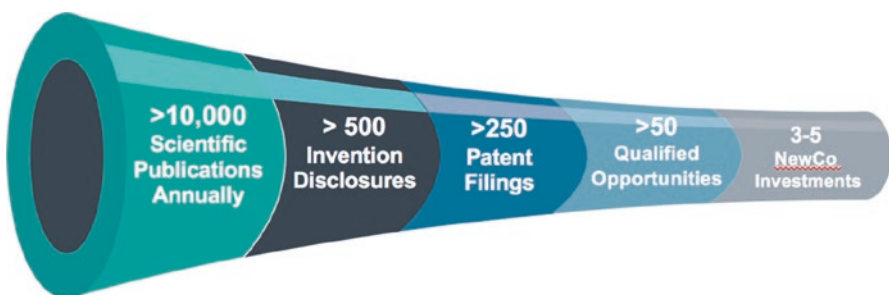 >10,000
Scientific
Publications
Annually
> 500
Invention
Disclosures
>250
Patent
Filings
>50
Qualified
Opportunities
3-5
NewCo
Investments